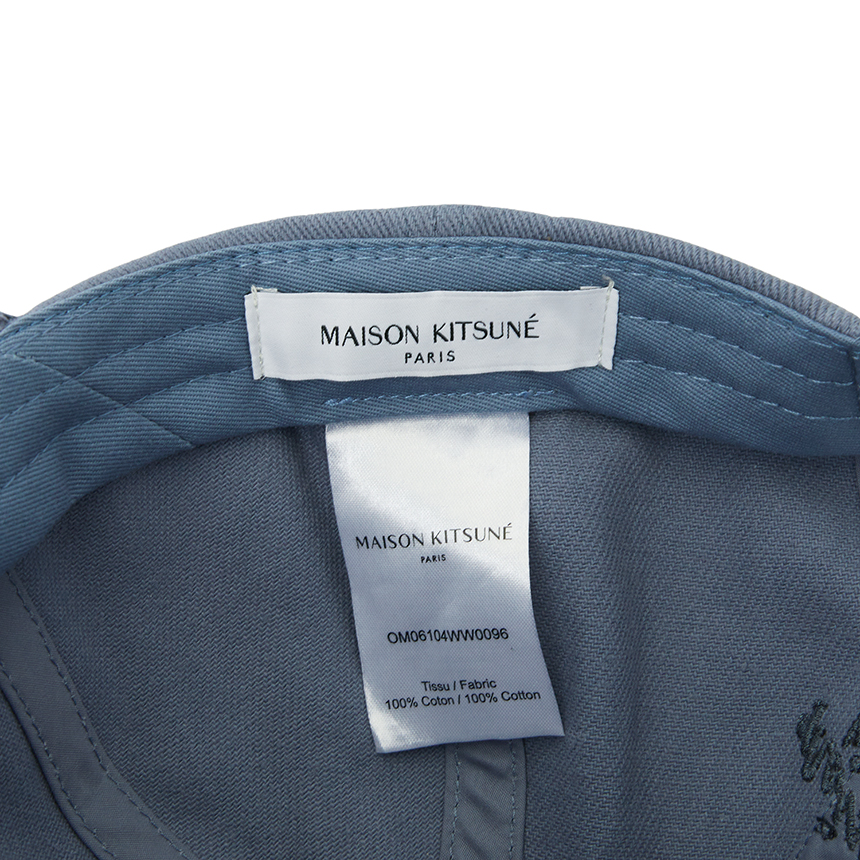 MAISON KITSUNÉ
PARIS
MAISON KITSUNÉ
PARIS
OM06104WW0096
Tissu / Fabric
100% Coton / 100% Cotton